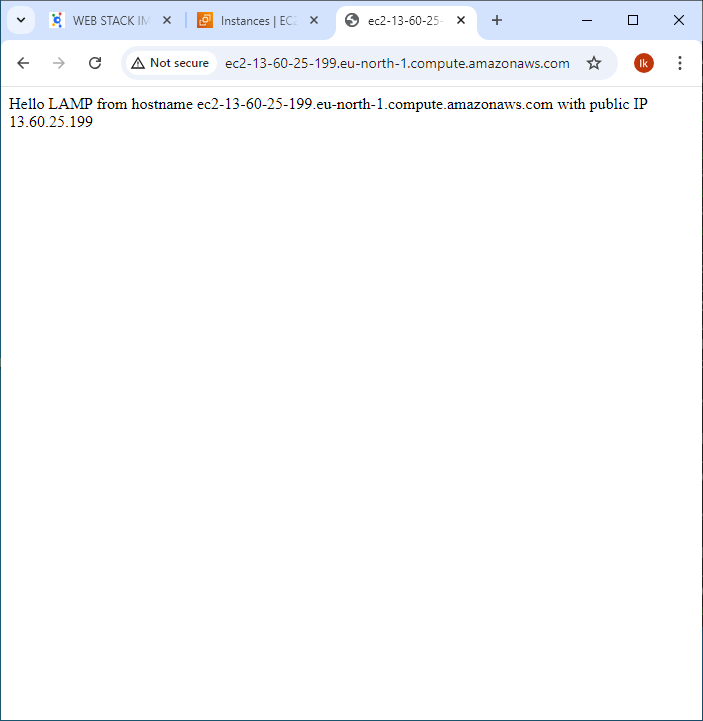 WEB STACK IM
Instances | EC2
ec2-13-60-25-
Not secure
ec2-13-60-25-199.eu-north-1.compute.amazonaws.com
lk
Hello LAMP from hostname ec2-13-60-25-199.eu-north-1.compute.amazonaws.com with public IP
13.60.25.199